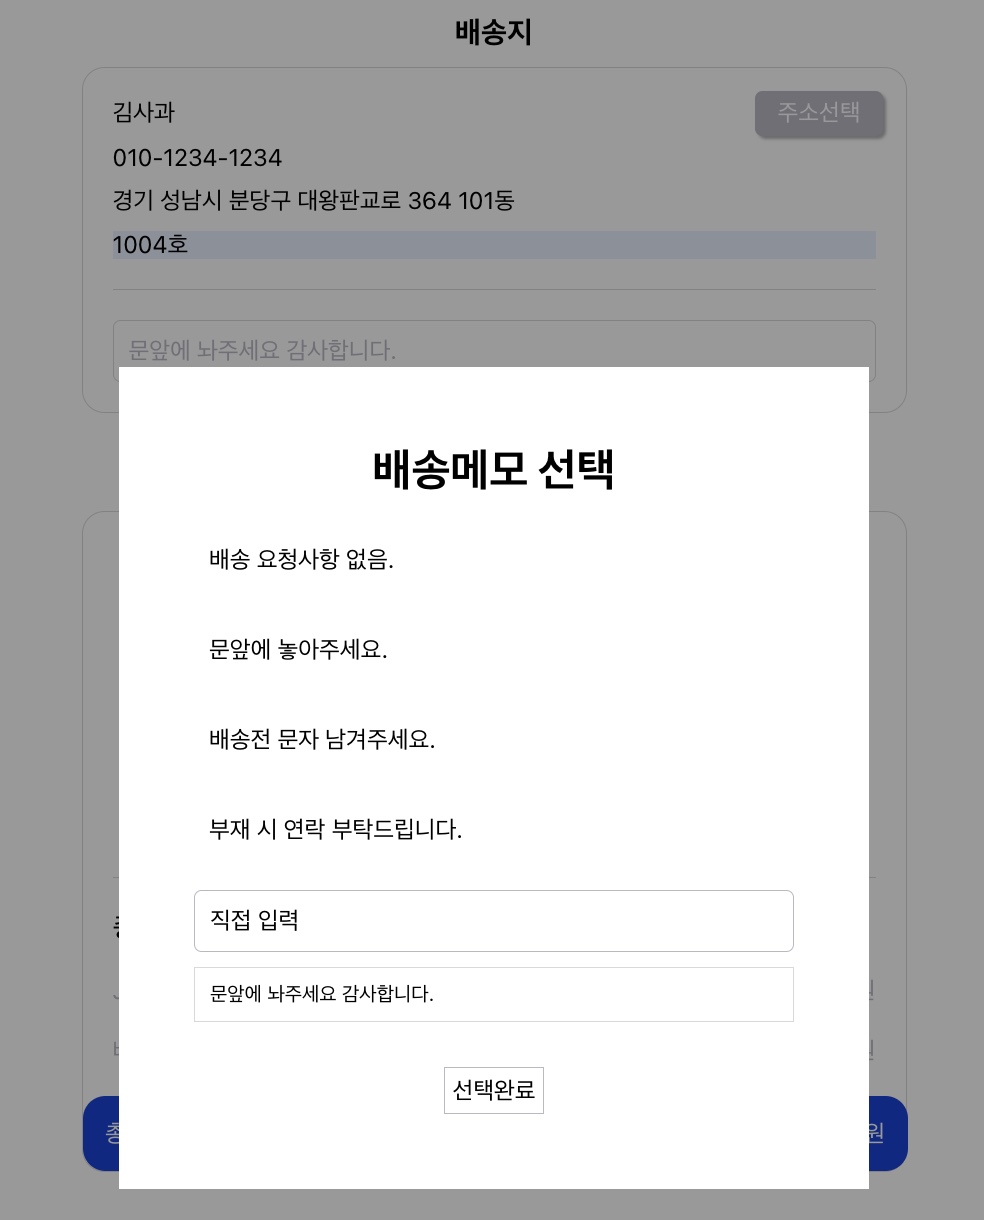 배송지
김사과
주소선택
010-1234-1234
경기 성남시 분당구 대왕판교로 364 101동
1004호
문앞에 놔주세요 감사합니다.
배송메모 선택
배송 요청사항 없음.
문앞에 놓아주세요.
배송전 문자 남겨주세요.
부재 시 연락 부탁드립니다.
직접 입력
문앞에 놔주세요 감사합니다.
선택완료
원